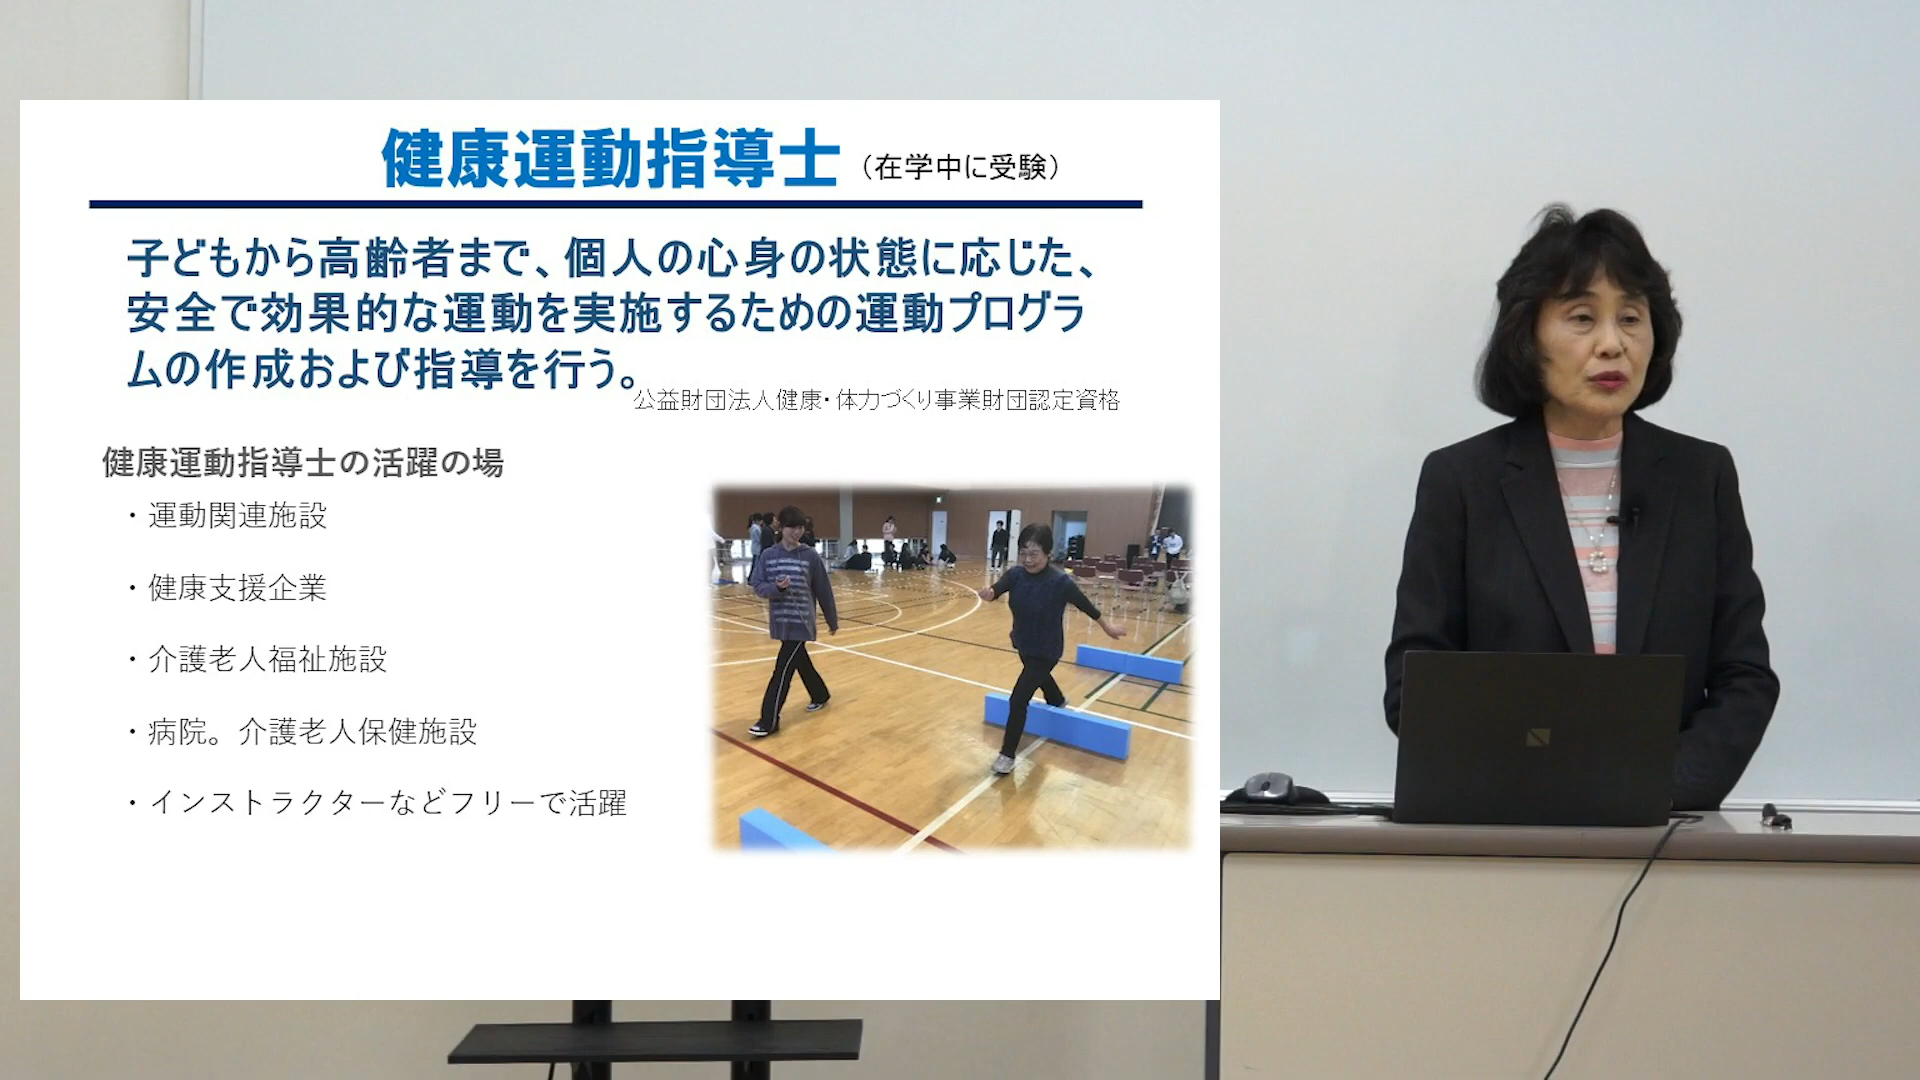 健康運動指導士(在学中に受験)
子どもから高齢者まで、個人の心身の状態に応じた、
安全で効果的な運動を実施するための運動プログラ
ムの作成および指導を行う。
公益財団法人健康・体力づくり事業財団認定資格
健康運動指導士の活躍の場
・運動関連施設
・健康支援企業
・介護老人福祉施設
・病院。介護老人保健施設
・インストラクターなどフリーで活躍